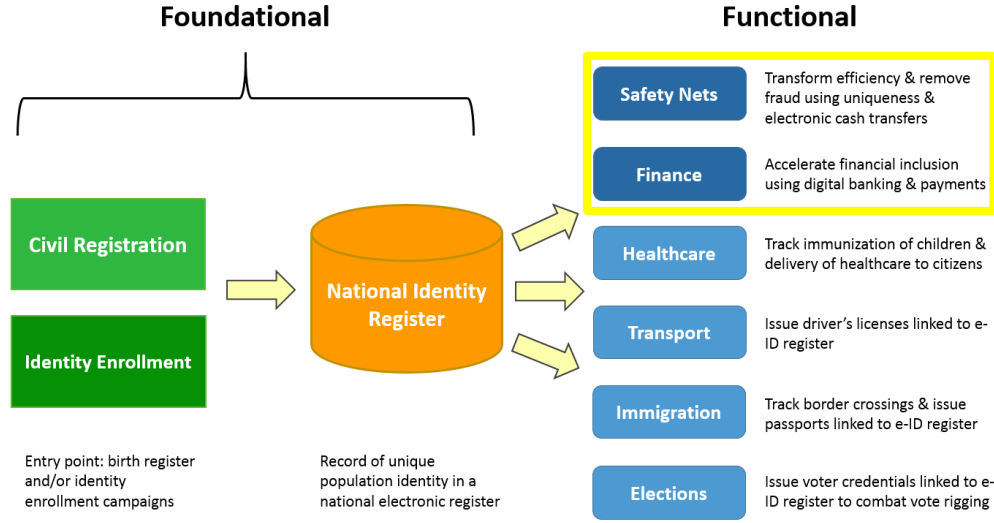 Foundational
Functional
Civil Registration
Identity Enrollment
Entry point: birth register
and/or identity
enrollment campaigns
National Identity
Register
Record of unique
population identity in a
national electronic register
Safety Nets
Transform efficiency & remove
fraud using uniqueness &
electronic cash transfers
Finance
Accelerate financial inclusion
using digital banking & payments
Healthcare
Track immunization of children &
delivery of healthcare to citizens
Transport
Issue driver's licenses linked to e-
ID register
Immigration
Track border crossings & issue
passports linked to e-ID register
Elections
Issue voter credentials linked to e-
ID register to combat vote rigging